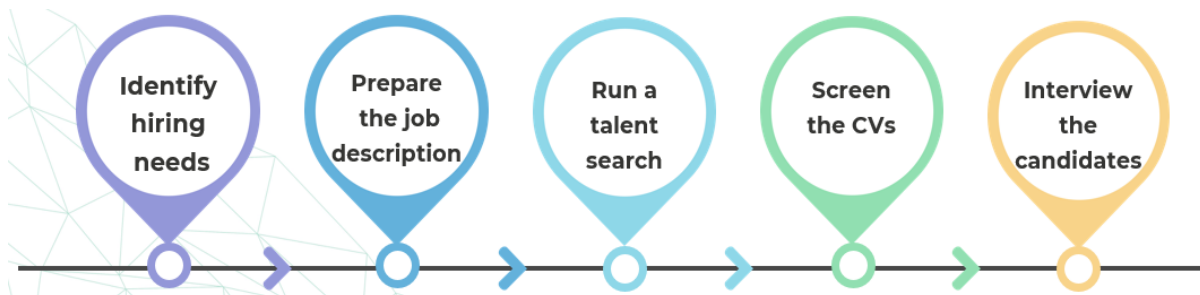 Identify
hiring
needs
Prepare
the job
description
Run a
talent
search
Screen
the CVs
Interview
the
candidates